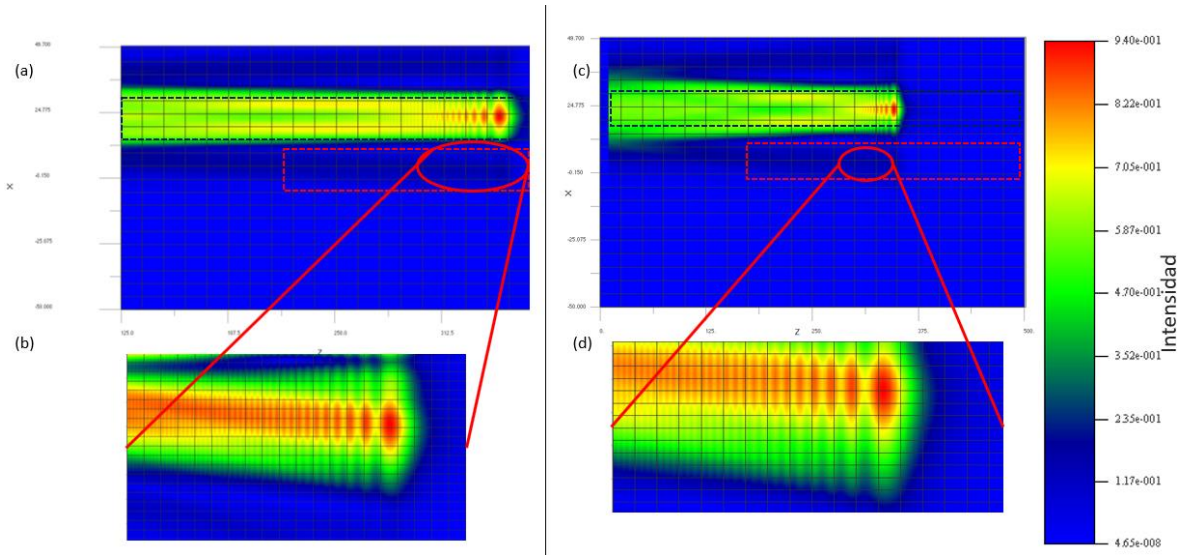 (a)
48.700
24.775
-0.150
-25.075
-50.000
X
125.0
187.5
250.0
312.5
Z
(b)
(c)
48.700
24.775
-0.150
-25.075
-50.000
X
0.
125
250.
375
500.
Z
(d)
9.40e-001
8.22e-001
7.05e-001
5.87e-001
4.70e-001
3.52e-001
2.35e-001
1.17e-001
4.65e-008
Intensidad